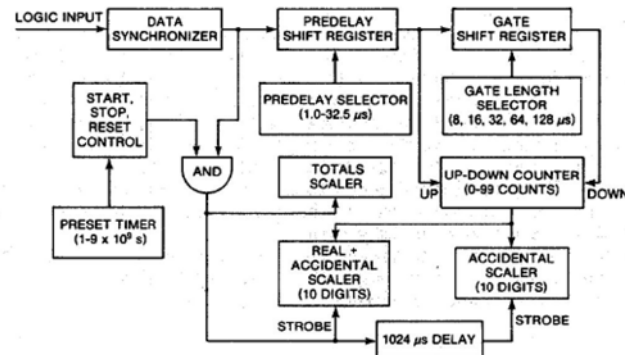 LOGIC INPUT
DATA
SYNCHRONIZER
PREDELAY
SHIFT REGISTER
GATE
SHIFT REGISTER
START,
STOP,
RESET
CONTROL
PREDELAY SELECTOR
(1.0-32.5 μs)
GATE LENGTH
SELECTOR
(8, 16, 32, 64, 128 μs)
AND
TOTALS
SCALER
UP
UP-DOWN COUNTER
(0-99 COUNTS)
DOWN
PRESET TIMER
(1-9 x 10⁹ s)
REAL +
ACCIDENTAL
SCALER
(10 DIGITS)
ACCIDENTAL
SCALER
(10 DIGITS)
STROBE
1024 μs DELAY
STROBE